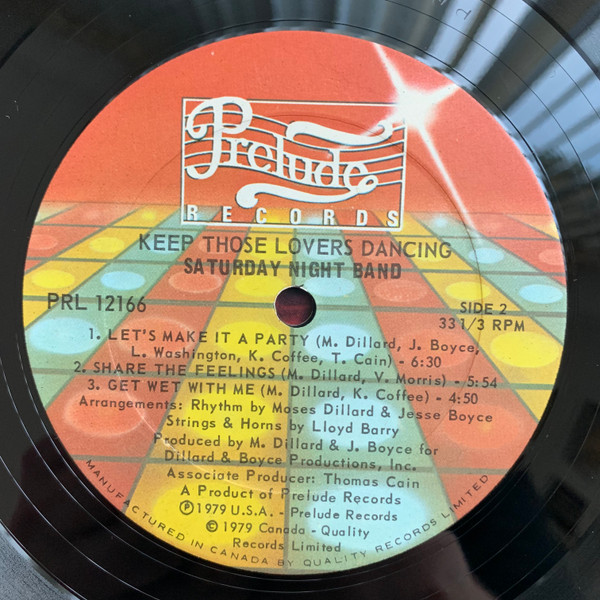 Prelude
RECORDS
KEEP THOSE LOVERS DANCING
SATURDAY NIGHT BAND
PRL 12166
SIDE 2
33 1/3 RPM
1. LET'S MAKE IT A PARTY (M. Dillard, J. Boyce,
L. Washington, K. Coffee, T. Cain) - 6:30
2. SHARE THE FEELINGS (M. Dillard, V. Morris) - 5:54
3. GET WET WITH ME (M. Dillard, K. Coffee) - 4:50
Arrangements: Rhythm by Moses Dillard & Jesse Boyce
Strings & Horns by Lloyd Barry
Produced by M. Dillard & J. Boyce for
Dillard & Boyce Productions, Inc.
Associate Producer: Thomas Cain
A Product of Prelude Records
℗ 1979 U.S.A. - Prelude Records
© 1979 Canada - Quality
Records Limited
MANUFACTURED IN CANADA BY QUALITY RECORDS LIMITED